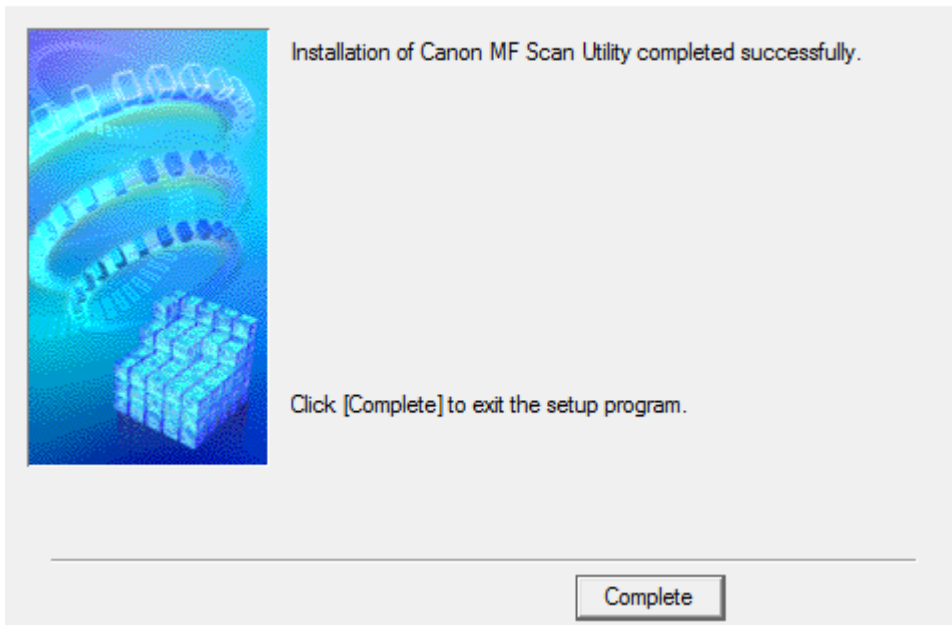 Installation of Canon MF Scan Utility completed successfully.
Click [Complete] to exit the setup program.
Complete